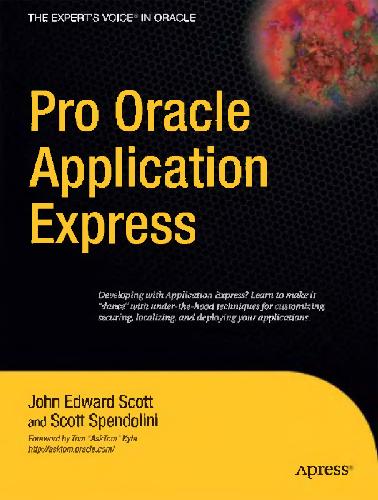 THE EXPERT'S VOICE® IN ORACLE
Pro Oracle
Application
Express
Developing with Application Express? Learn to make it
"dance" with under-the-hood techniques for customizing,
securing, localizing, and deploying your applications.
John Edward Scott
and Scott Spendolini
Foreword by Tom "AskTom" Kyte
http://asktom.oracle.com/
Apress®